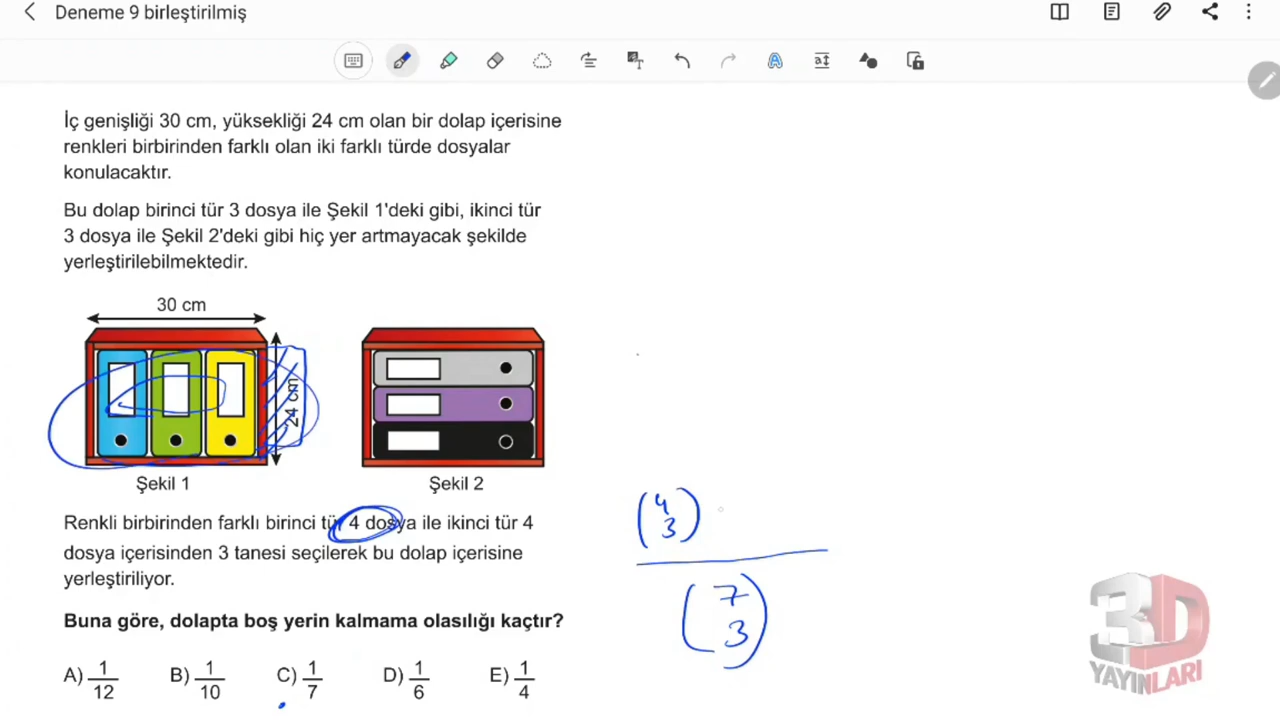 Deneme 9 birleştirilmiş
İç genişliği 30 cm, yüksekliği 24 cm olan bir dolap içerisine
renkleri birbirinden farklı olan iki farklı türde dosyalar
konulacaktır.
Bu dolap birinci tür 3 dosya ile Şekil 1'deki gibi, ikinci tür
3 dosya ile Şekil 2'deki gibi hiç yer artmayacak şekilde
yerleştirilebilmektedir.
30 cm
24 cm
Şekil 1
Şekil 2
Renkli birbirinden farklı birinci tür 4 dosya ile ikinci tür 4
dosya içerisinden 3 tanesi seçilerek bu dolap içerisine
yerleştiriliyor.
Buna göre, dolapta boş yerin kalmama olasılığı kaçtır?
A) 1/12 B) 1/10 C) 1/7 D) 1/6 E) 1/4
(4
3)
(7
3)
3D
YAYINLARI